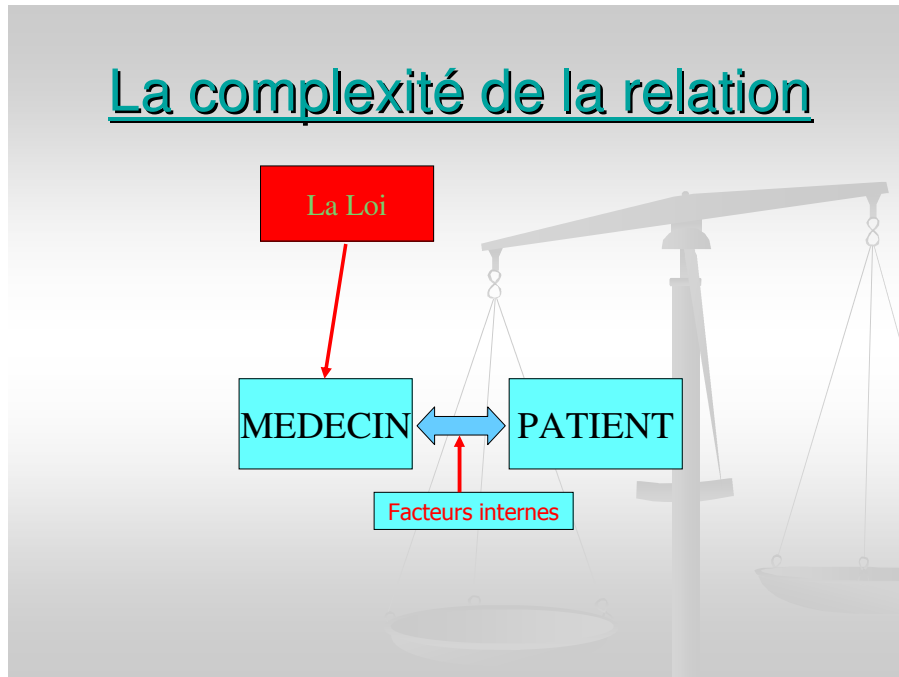 La complexité de la relation
La Loi
MEDECIN PATIENT
Facteurs internes